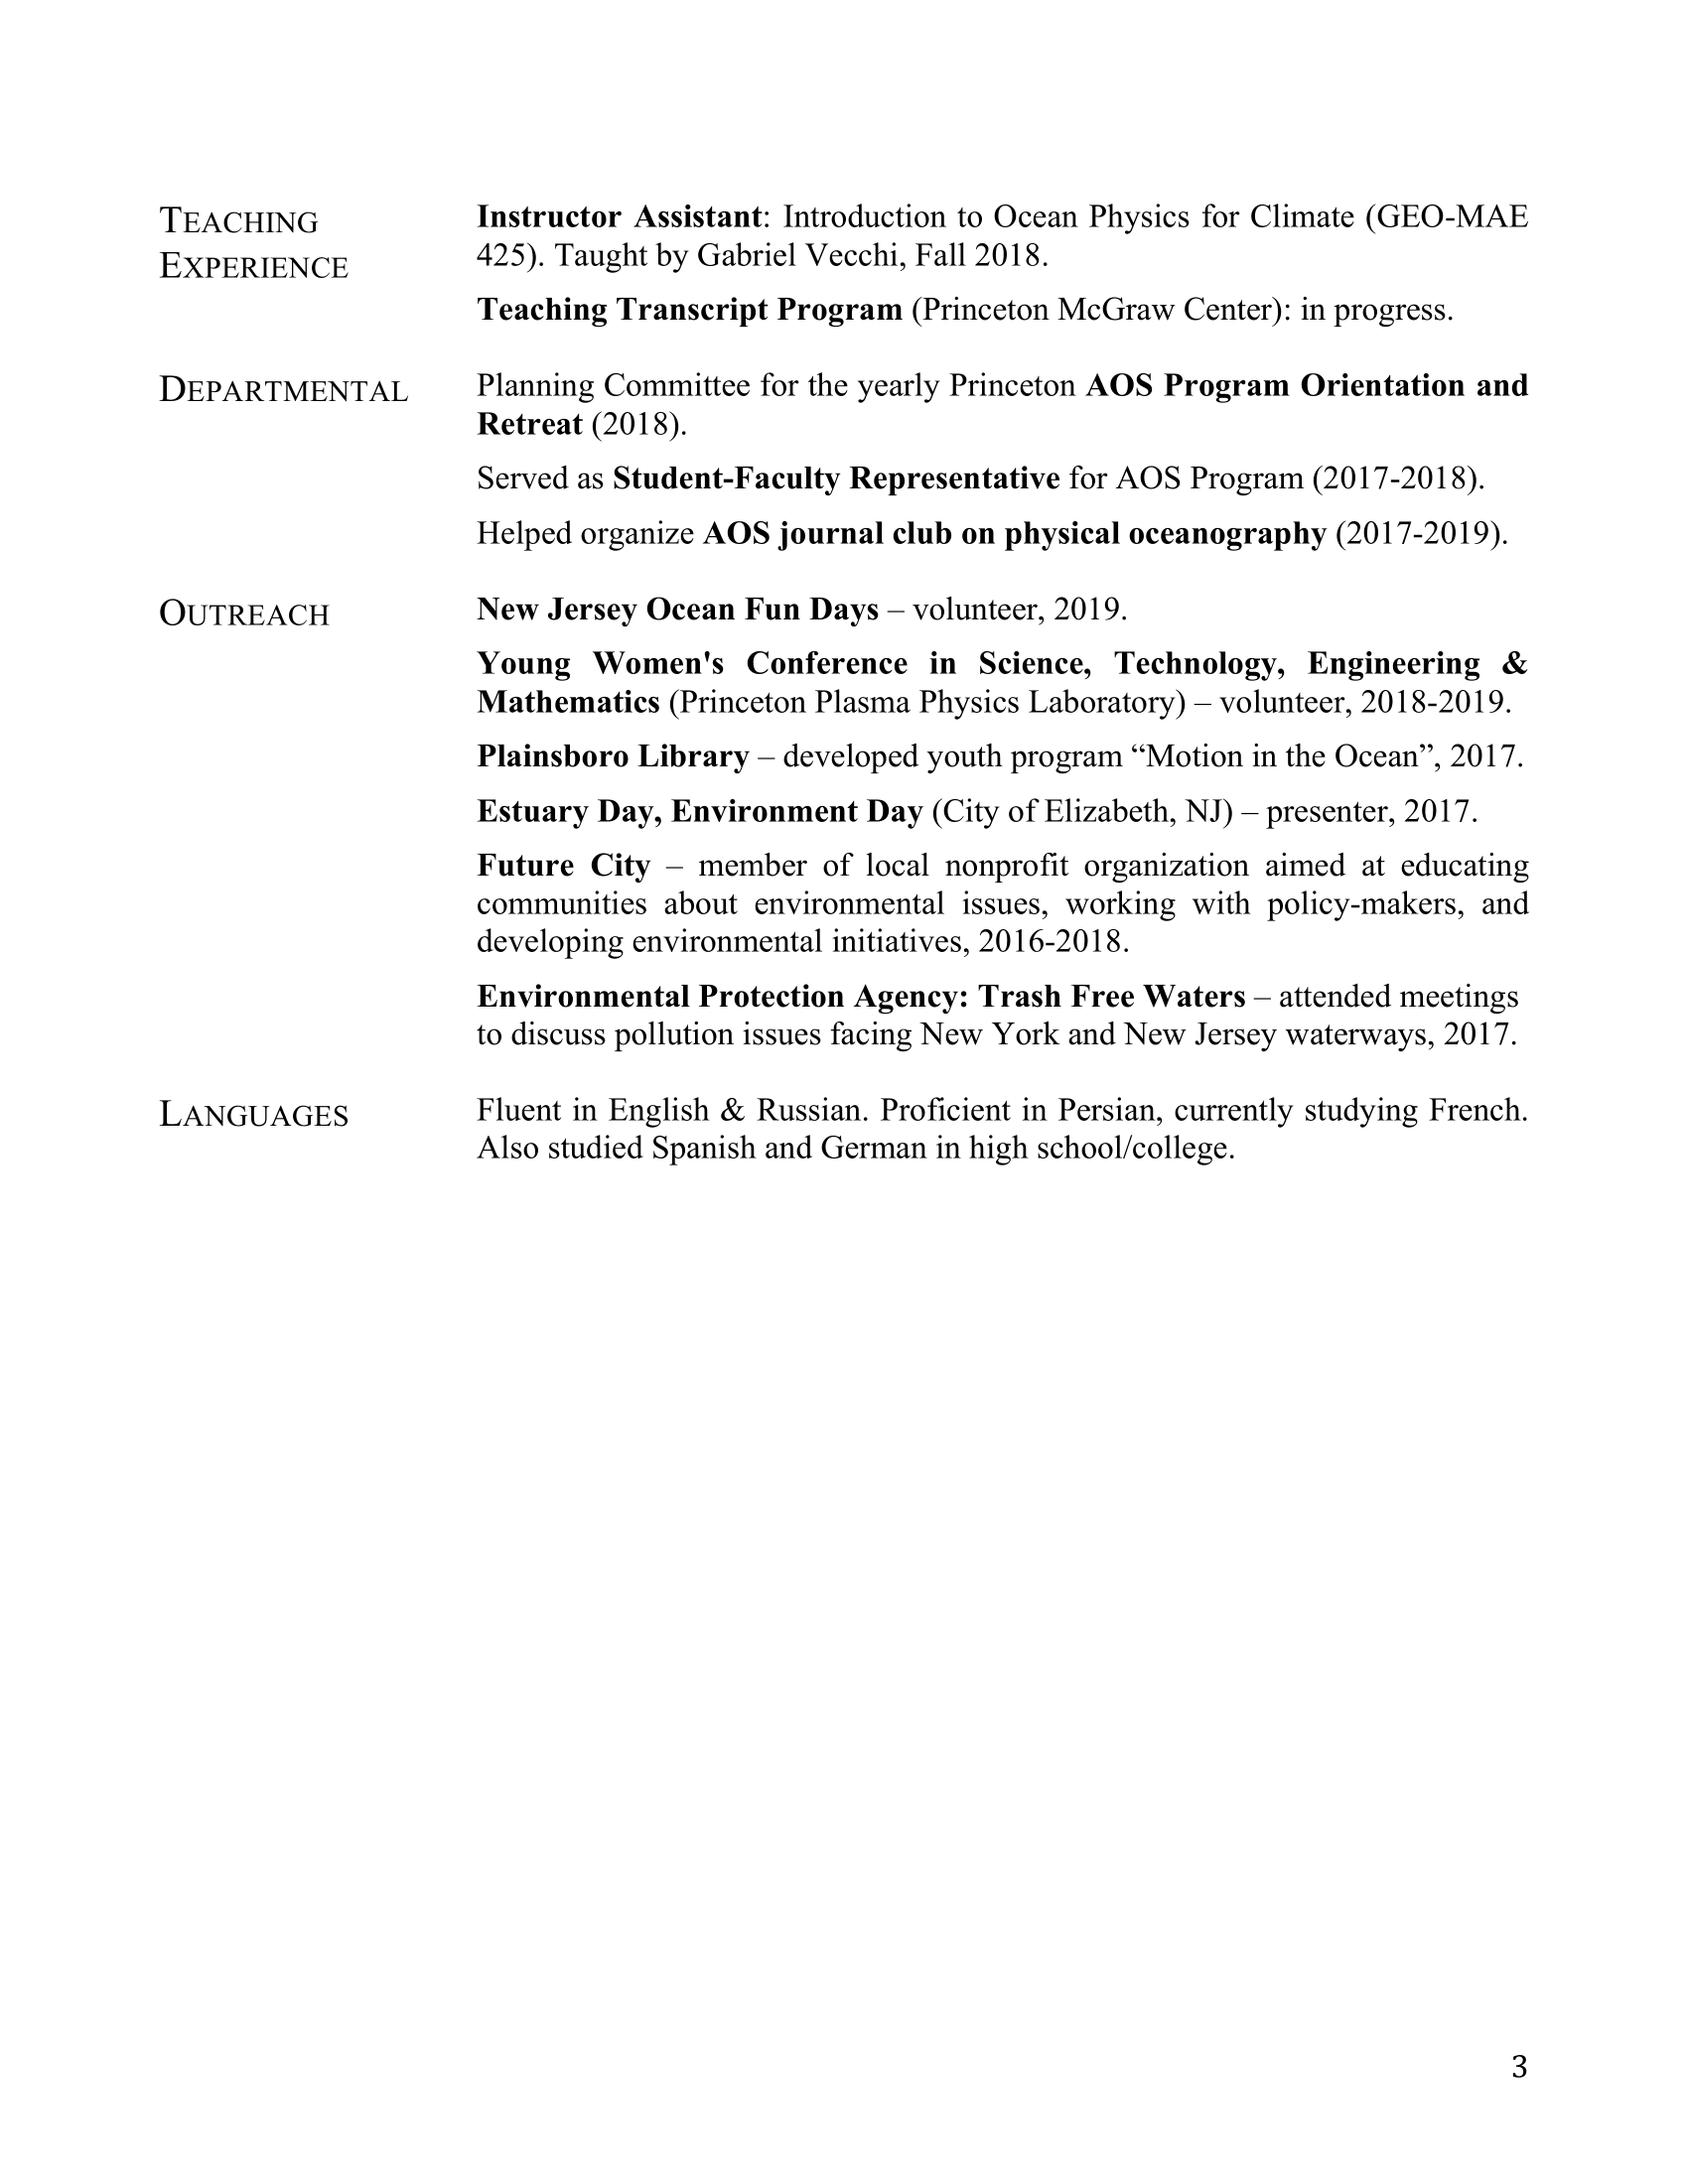 TEACHING
EXPERIENCE
Instructor Assistant: Introduction to Ocean Physics for Climate (GEO-MAE
425). Taught by Gabriel Vecchi, Fall 2018.
Teaching Transcript Program (Princeton McGraw Center): in progress.
DEPARTMENTAL
Planning Committee for the yearly Princeton AOS Program Orientation and
Retreat (2018).
Served as Student-Faculty Representative for AOS Program (2017-2018).
Helped organize AOS journal club on physical oceanography (2017-2019).
OUTREACH
New Jersey Ocean Fun Days – volunteer, 2019.
Young Women's Conference in Science, Technology, Engineering &
Mathematics (Princeton Plasma Physics Laboratory) – volunteer, 2018-2019.
Plainsboro Library – developed youth program “Motion in the Ocean”, 2017.
Estuary Day, Environment Day (City of Elizabeth, NJ) – presenter, 2017.
Future City – member of local nonprofit organization aimed at educating
communities about environmental issues, working with policy-makers, and
developing environmental initiatives, 2016-2018.
Environmental Protection Agency: Trash Free Waters – attended meetings
to discuss pollution issues facing New York and New Jersey waterways, 2017.
LANGUAGES
Fluent in English & Russian. Proficient in Persian, currently studying French.
Also studied Spanish and German in high school/college.
3